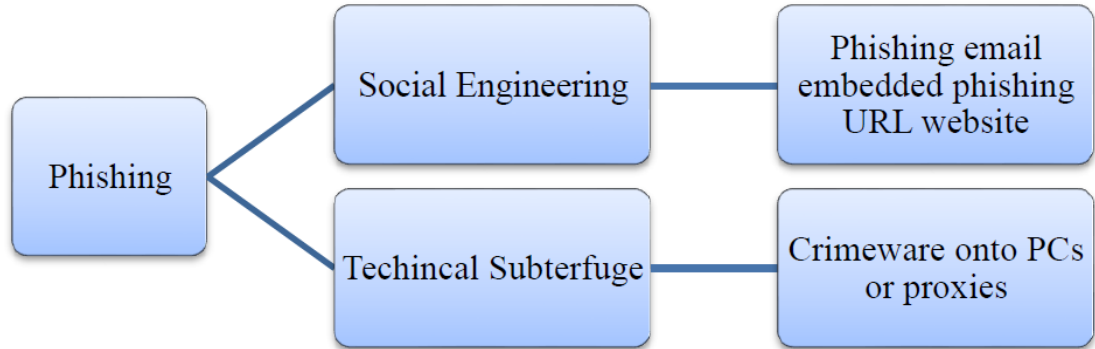 Phishing
Social Engineering
Phishing email
embedded phishing
URL website
Techincal Subterfuge
Crimeware onto PCs
or proxies